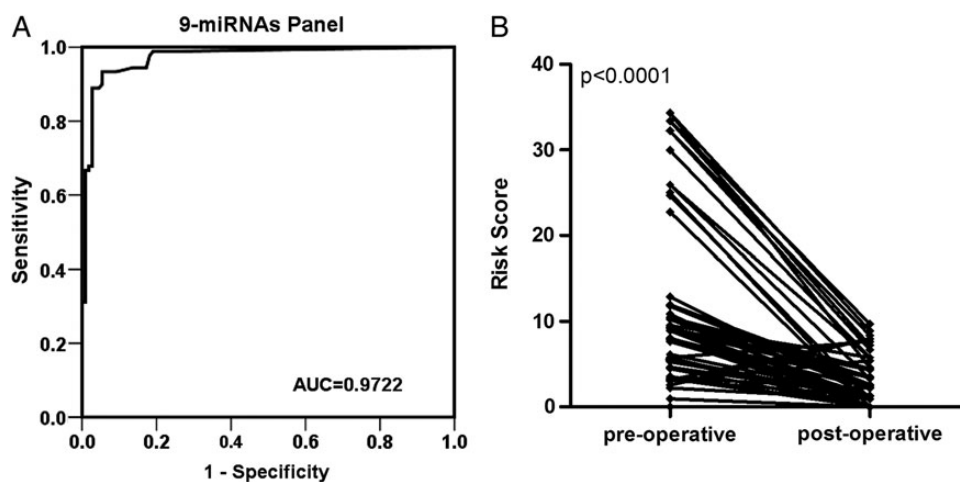 A
9-miRNAs Panel
1.0
0.8
0.6
0.4
0.2
0.0
Sensitivity
AUC=0.9722
0.0 0.2 0.4 0.6 0.8 1.0
1 - Specificity
B
p<0.0001
40
30
20
10
0
Risk Score
pre-operative post-operative